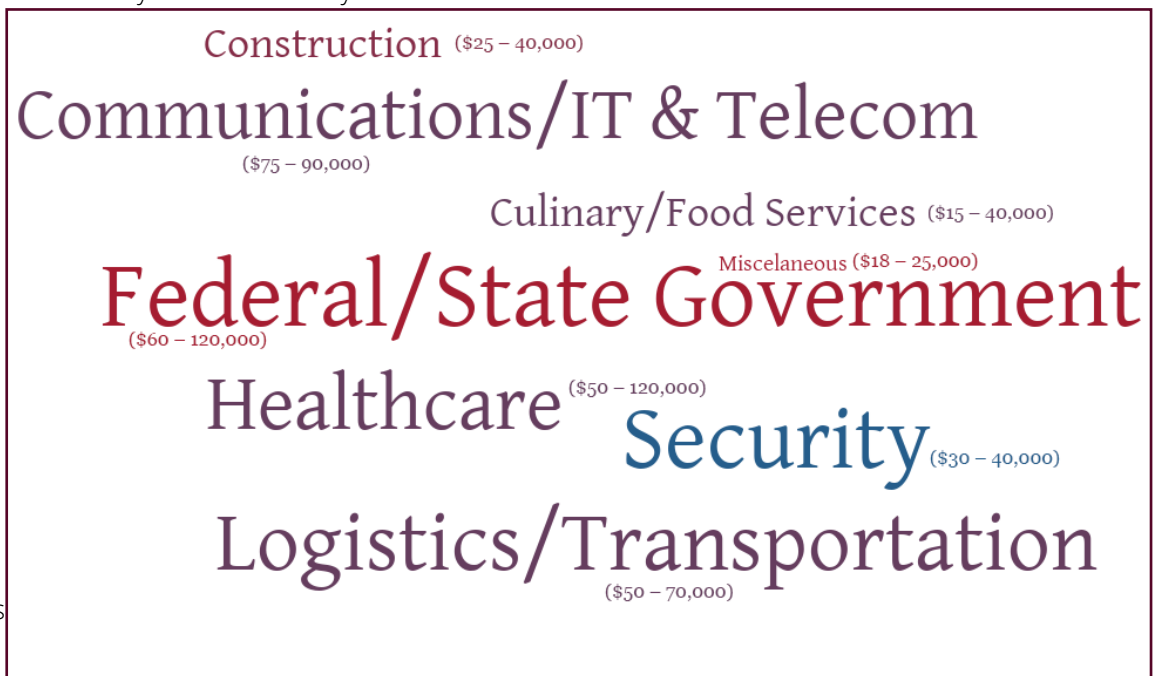 Construction ($25 – 40,000)
Communications/IT & Telecom
($75 – 90,000)
Culinary/Food Services ($15 – 40,000)
Miscelaneous ($18 – 25,000)
Federal/State Government
($60 – 120,000)
Healthcare ($50 – 120,000)
Security ($30 – 40,000)
Logistics/Transportation
($50 – 70,000)
s